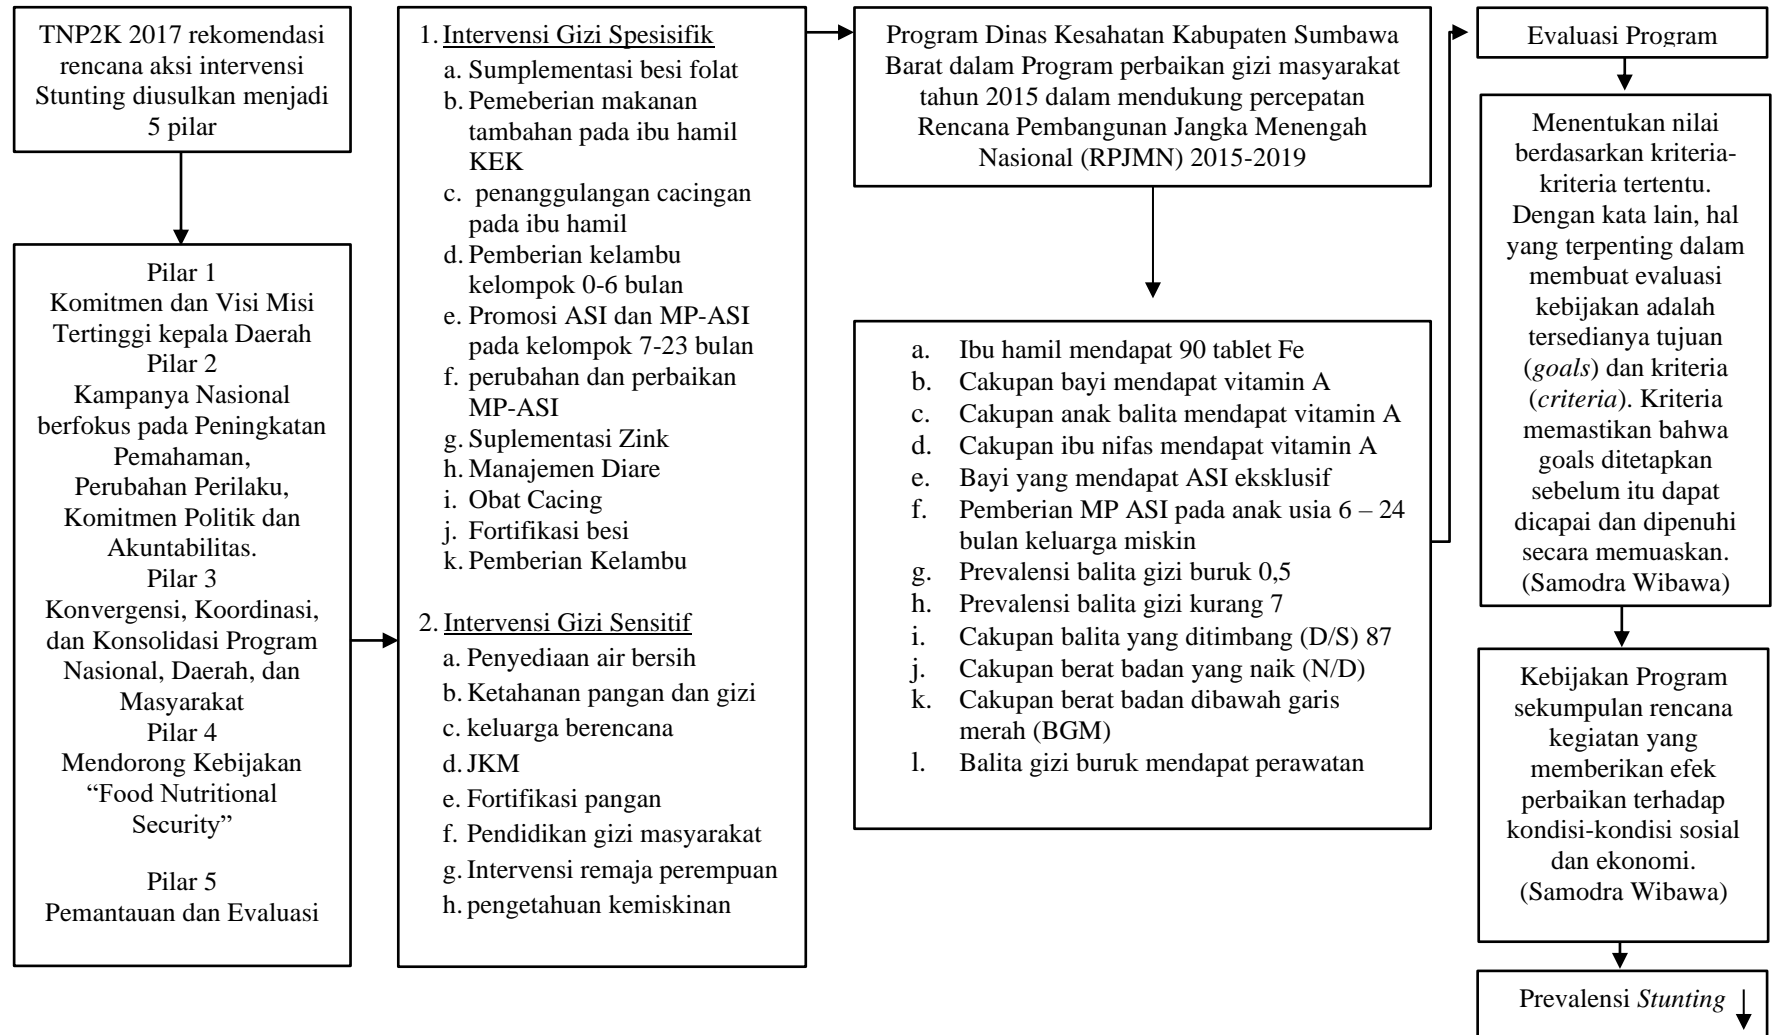 TNP2K 2017 rekomendasi
rencana aksi intervensi
Stunting diusulkan menjadi
5 pilar
Pilar 1
Komitmen dan Visi Misi
Tertinggi kepala Daerah
Pilar 2
Kampanya Nasional
berfokus pada Peningkatan
Pemahaman,
Perubahan Perilaku,
Komitmen Politik dan
Akuntabilitas.
Pilar 3
Konvergensi, Koordinasi,
dan Konsolidasi Program
Nasional, Daerah, dan
Masyarakat
Pilar 4
Mendorong Kebijakan
“Food Nutritional
Security”
Pilar 5
Pemantauan dan Evaluasi
1. Intervensi Gizi Spesisifik
a. Sumplementasi besi folat
b. Pemeberian makanan
tambahan pada ibu hamil
KEK
c. penanggulangan cacingan
pada ibu hamil
d. Pemberian kelambu
kelompok 0-6 bulan
e. Promosi ASI dan MP-ASI
pada kelompok 7-23 bulan
f. perubahan dan perbaikan
MP-ASI
g. Suplementasi Zink
h. Manajemen Diare
i. Obat Cacing
j. Fortifikasi besi
k. Pemberian Kelambu
2. Intervensi Gizi Sensitif
a. Penyediaan air bersih
b. Ketahanan pangan dan gizi
c. keluarga berencana
d. JKM
e. Fortifikasi pangan
f. Pendidikan gizi masyarakat
g. Intervensi remaja perempuan
h. pengetahuan kemiskinan
Program Dinas Kesahatan Kabupaten Sumbawa
Barat dalam Program perbaikan gizi masyarakat
tahun 2015 dalam mendukung percepatan
Rencana Pembangunan Jangka Menengah
Nasional (RPJMN) 2015-2019
a. Ibu hamil mendapat 90 tablet Fe
b. Cakupan bayi mendapat vitamin A
c. Cakupan anak balita mendapat vitamin A
d. Cakupan ibu nifas mendapat vitamin A
e. Bayi yang mendapat ASI eksklusif
f. Pemberian MP ASI pada anak usia 6 – 24
bulan keluarga miskin
g. Prevalensi balita gizi buruk 0,5
h. Prevalensi balita gizi kurang 7
i. Cakupan balita yang ditimbang (D/S) 87
j. Cakupan berat badan yang naik (N/D)
k. Cakupan berat badan dibawah garis
merah (BGM)
l. Balita gizi buruk mendapat perawatan
Evaluasi Program
Menentukan nilai
berdasarkan kriteria-
kriteria tertentu.
Dengan kata lain, hal
yang terpenting dalam
membuat evaluasi
kebijakan adalah
tersedianya tujuan
(goals) dan kriteria
(criteria). Kriteria
memastikan bahwa
goals ditetapkan
sebelum itu dapat
dicapai dan dipenuhi
secara memuaskan.
(Samodra Wibawa)
Kebijakan Program
sekumpulan rencana
kegiatan yang
memberikan efek
perbaikan terhadap
kondisi-kondisi sosial
dan ekonomi.
(Samodra Wibawa)
Prevalensi Stunting